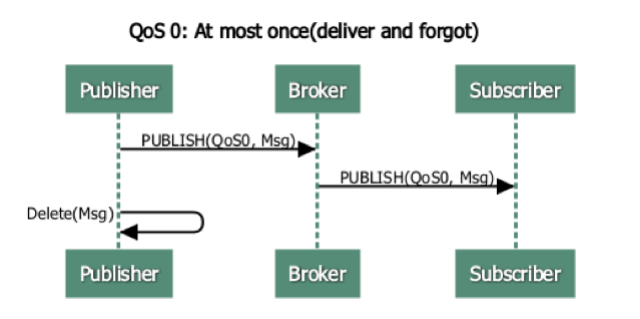 QoS 0: At most once(deliver and forgot)
Publisher
Broker
Subscriber
PUBLISH(QoS0, Msg)
PUBLISH(QoS0, Msg)
Delete(Msg)
Publisher
Broker
Subscriber